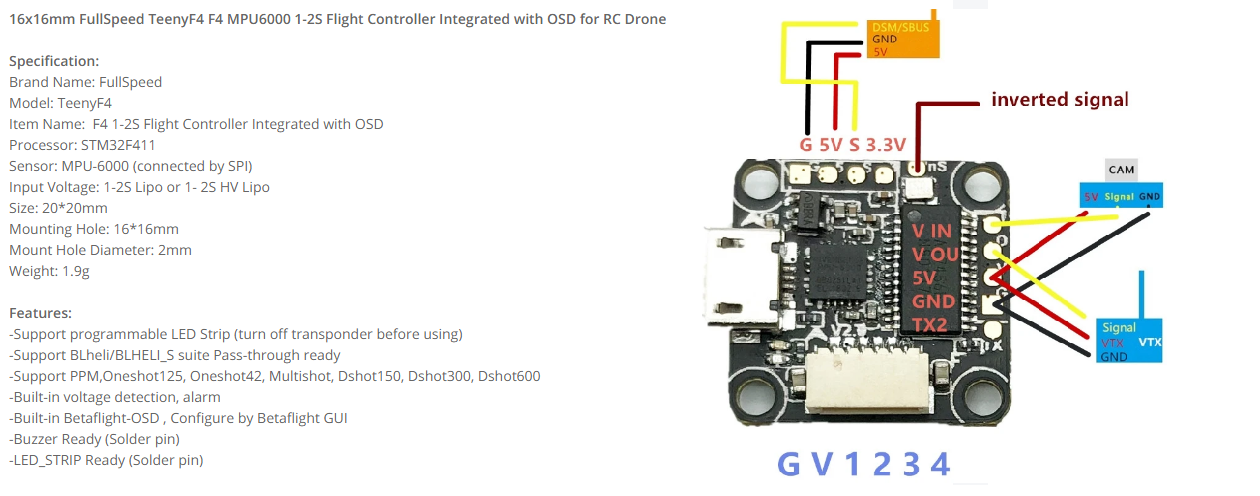 16x16mm FullSpeed TeenyF4 F4 MPU6000 1-2S Flight Controller Integrated with OSD for RC Drone
Specification:
Brand Name: FullSpeed
Model: TeenyF4
Item Name:  F4 1-2S Flight Controller Integrated with OSD
Processor: STM32F411
Sensor: MPU-6000 (connected by SPI)
Input Voltage: 1-2S Lipo or 1- 2S HV Lipo
Size: 20*20mm
Mounting Hole: 16*16mm
Mount Hole Diameter: 2mm
Weight: 1.9g
Features:
-Support programmable LED Strip (turn off transponder before using)
-Support BLheli/BLHELI_S suite Pass-through ready
-Support PPM,Oneshot125, Oneshot42, Multishot, Dshot150, Dshot300, Dshot600
-Built-in voltage detection, alarm
-Built-in Betaflight-OSD , Configure by Betaflight GUI
-Buzzer Ready (Solder pin)
-LED_STRIP Ready (Solder pin)
DSM/SBUS
GND
5V
inverted signal
G 5V S 3.3V
CAM
5V Signal GND
V IN
V OU
5V
GND
TX2
Signal
VTX VTX
GND
G V 1 2 3 4